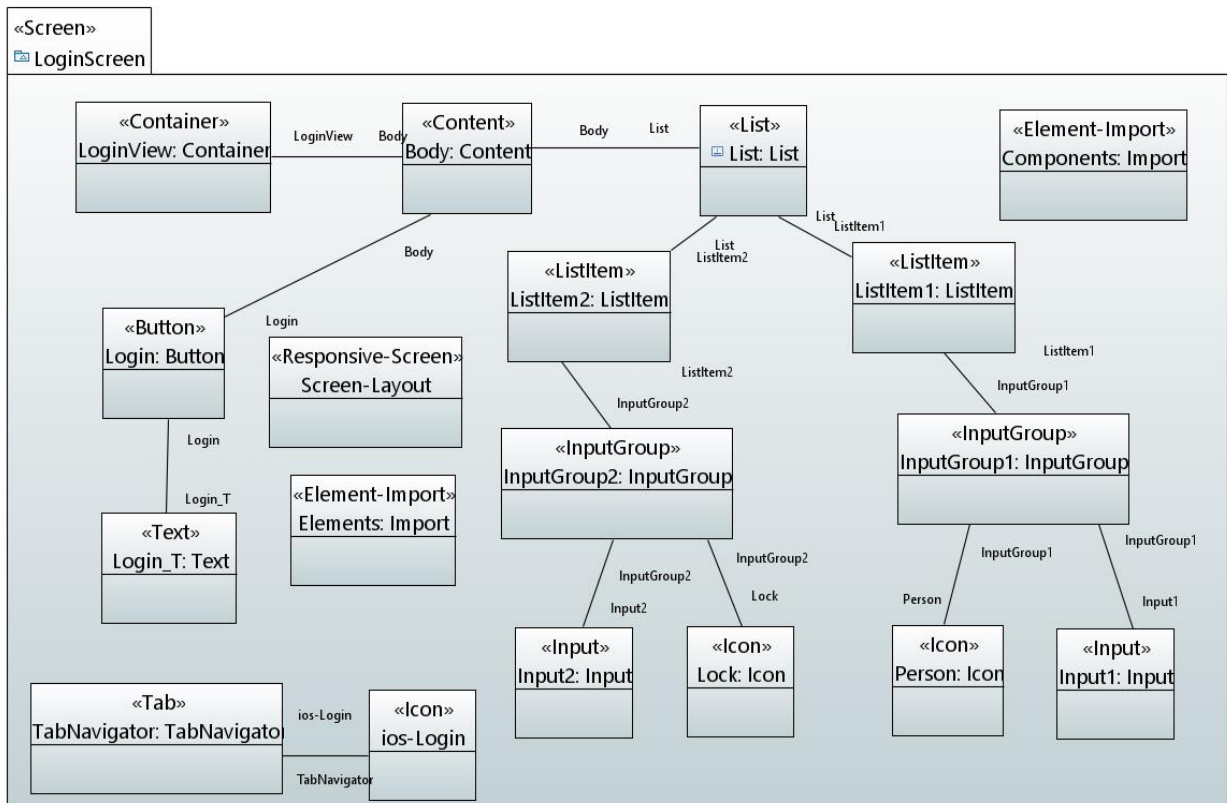 «Screen»
LoginScreen
«Container»
LoginView: Container
LoginView
Body
«Content»
Body: Content
Body
List
«List»
List: List
«Element-Import»
Components: Import
Body
Login
List
ListItem2
List
ListItem1
«ListItem»
ListItem2: ListItem
«ListItem»
ListItem1: ListItem
«Button»
Login: Button
«Responsive-Screen»
Screen-Layout
ListItem2
InputGroup2
ListItem1
InputGroup1
Login
Login_T
«InputGroup»
InputGroup2: InputGroup
«InputGroup»
InputGroup1: InputGroup
«Element-Import»
Elements: Import
«Text»
Login_T: Text
InputGroup2
Input2
InputGroup2
Lock
InputGroup1
Person
InputGroup1
Input1
«Input»
Input2: Input
«Icon»
Lock: Icon
«Icon»
Person: Icon
«Input»
Input1: Input
«Tab»
TabNavigator: TabNavigator
ios-Login
TabNavigator
«Icon»
ios-Login